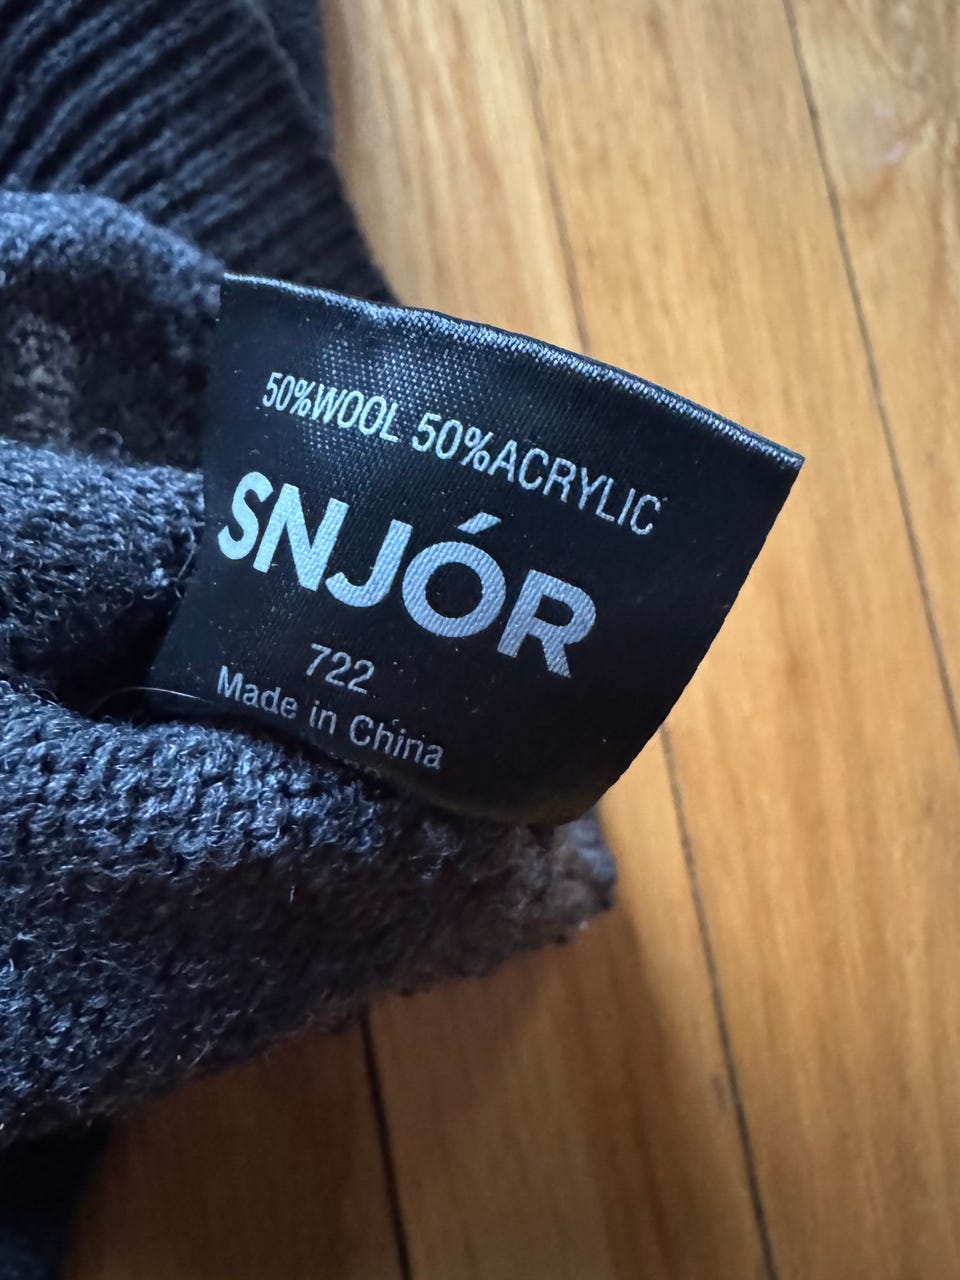 50%WOOL 50%ACRYLIC
SNJÓR
722
Made in China